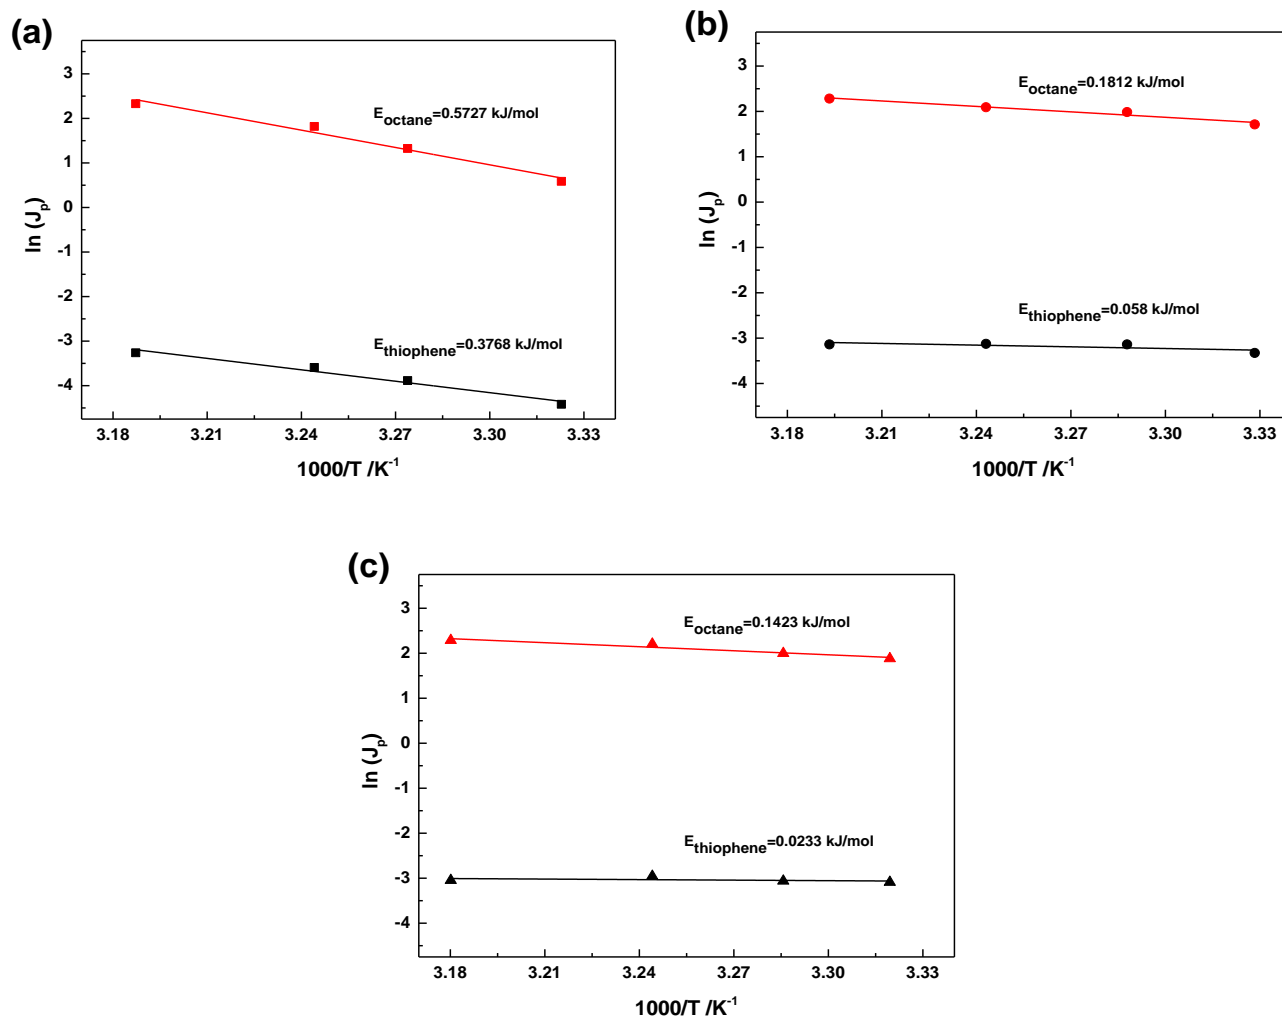 (a)
3
2
1
0
-1
-2
-3
-4
ln (Jp)
Eoctane=0.5727 kJ/mol
Ethiophene=0.3768 kJ/mol
3.18 3.21 3.24 3.27 3.30 3.33
1000/T /K-1
(b)
3
2
1
0
-1
-2
-3
-4
ln (Jp)
Eoctane=0.1812 kJ/mol
Ethiophene=0.058 kJ/mol
3.18 3.21 3.24 3.27 3.30 3.33
1000/T /K-1
(c)
3
2
1
0
-1
-2
-3
-4
ln (Jp)
Eoctane=0.1423 kJ/mol
Ethiophene=0.0233 kJ/mol
3.18 3.21 3.24 3.27 3.30 3.33
1000/T /K-1